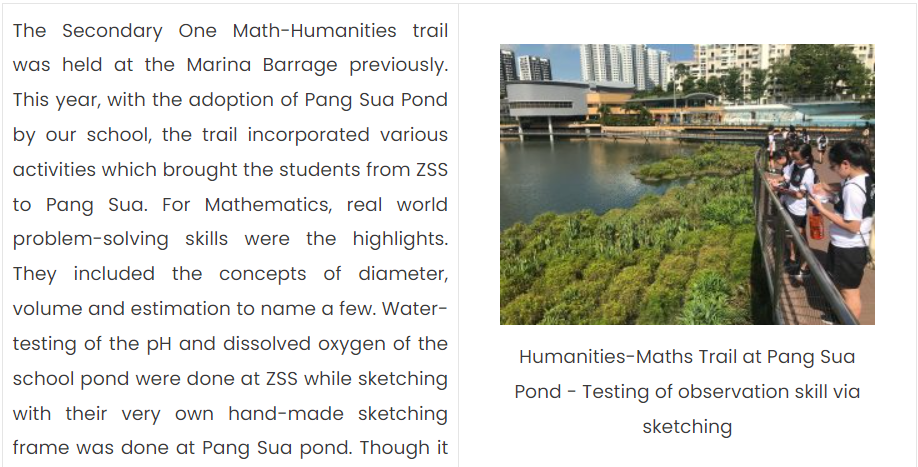 The Secondary One Math-Humanities trail
was held at the Marina Barrage previously.
This year, with the adoption of Pang Sua Pond
by our school, the trail incorporated various
activities which brought the students from ZSS
to Pang Sua. For Mathematics, real world
problem-solving skills were the highlights.
They included the concepts of diameter,
volume and estimation to name a few. Water-
testing of the pH and dissolved oxygen of the
school pond were done at ZSS while sketching
with their very own hand-made sketching
frame was done at Pang Sua pond. Though it
Humanities-Maths Trail at Pang Sua
Pond - Testing of observation skill via
sketching